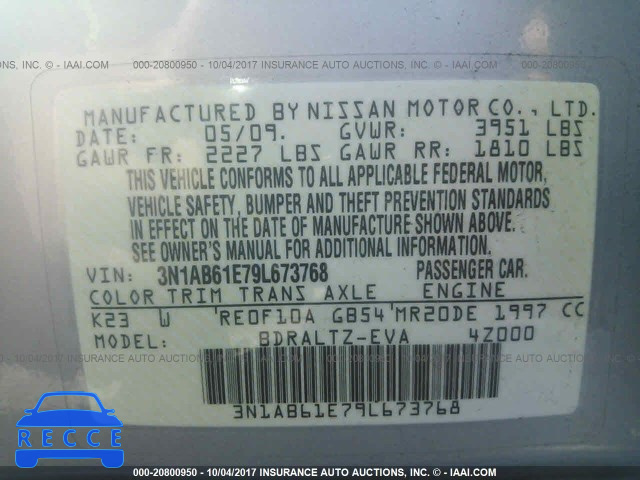 000-20800950 - 10/04/2017 - INSURANCE AUTO AUCTIONS, INC. - IAAI.COM
MANUFACTURED BY NISSAN MOTOR CO., LTD.
DATE: 05/09. GVWR: 3951 LBS
GAWR FR: 2227 LBS GAWR RR: 1810 LBS
THIS VEHICLE CONFORMS TO ALL APPLICABLE FEDERAL MOTOR,
VEHICLE SAFETY, BUMPER AND THEFT PREVENTION STANDARDS
IN EFFECT ON THE DATE OF MANUFACTURE SHOWN ABOVE.
SEE OWNER'S MANUAL FOR ADDITIONAL INFORMATION.
VIN: 3N1AB61E79L673768 PASSENGER CAR.
COLOR TRIM TRANS AXLE ENGINE
K23 W 'RE0F10A GB54'MR20DE 1997 CC
MODEL: BDRALTZ-EVA 4Z000
3N1AB61E79L673768
RECCE
000-20800950 - 10/04/2017 - INSURANCE AUTO AUCTIONS, INC. - IAAI.COM